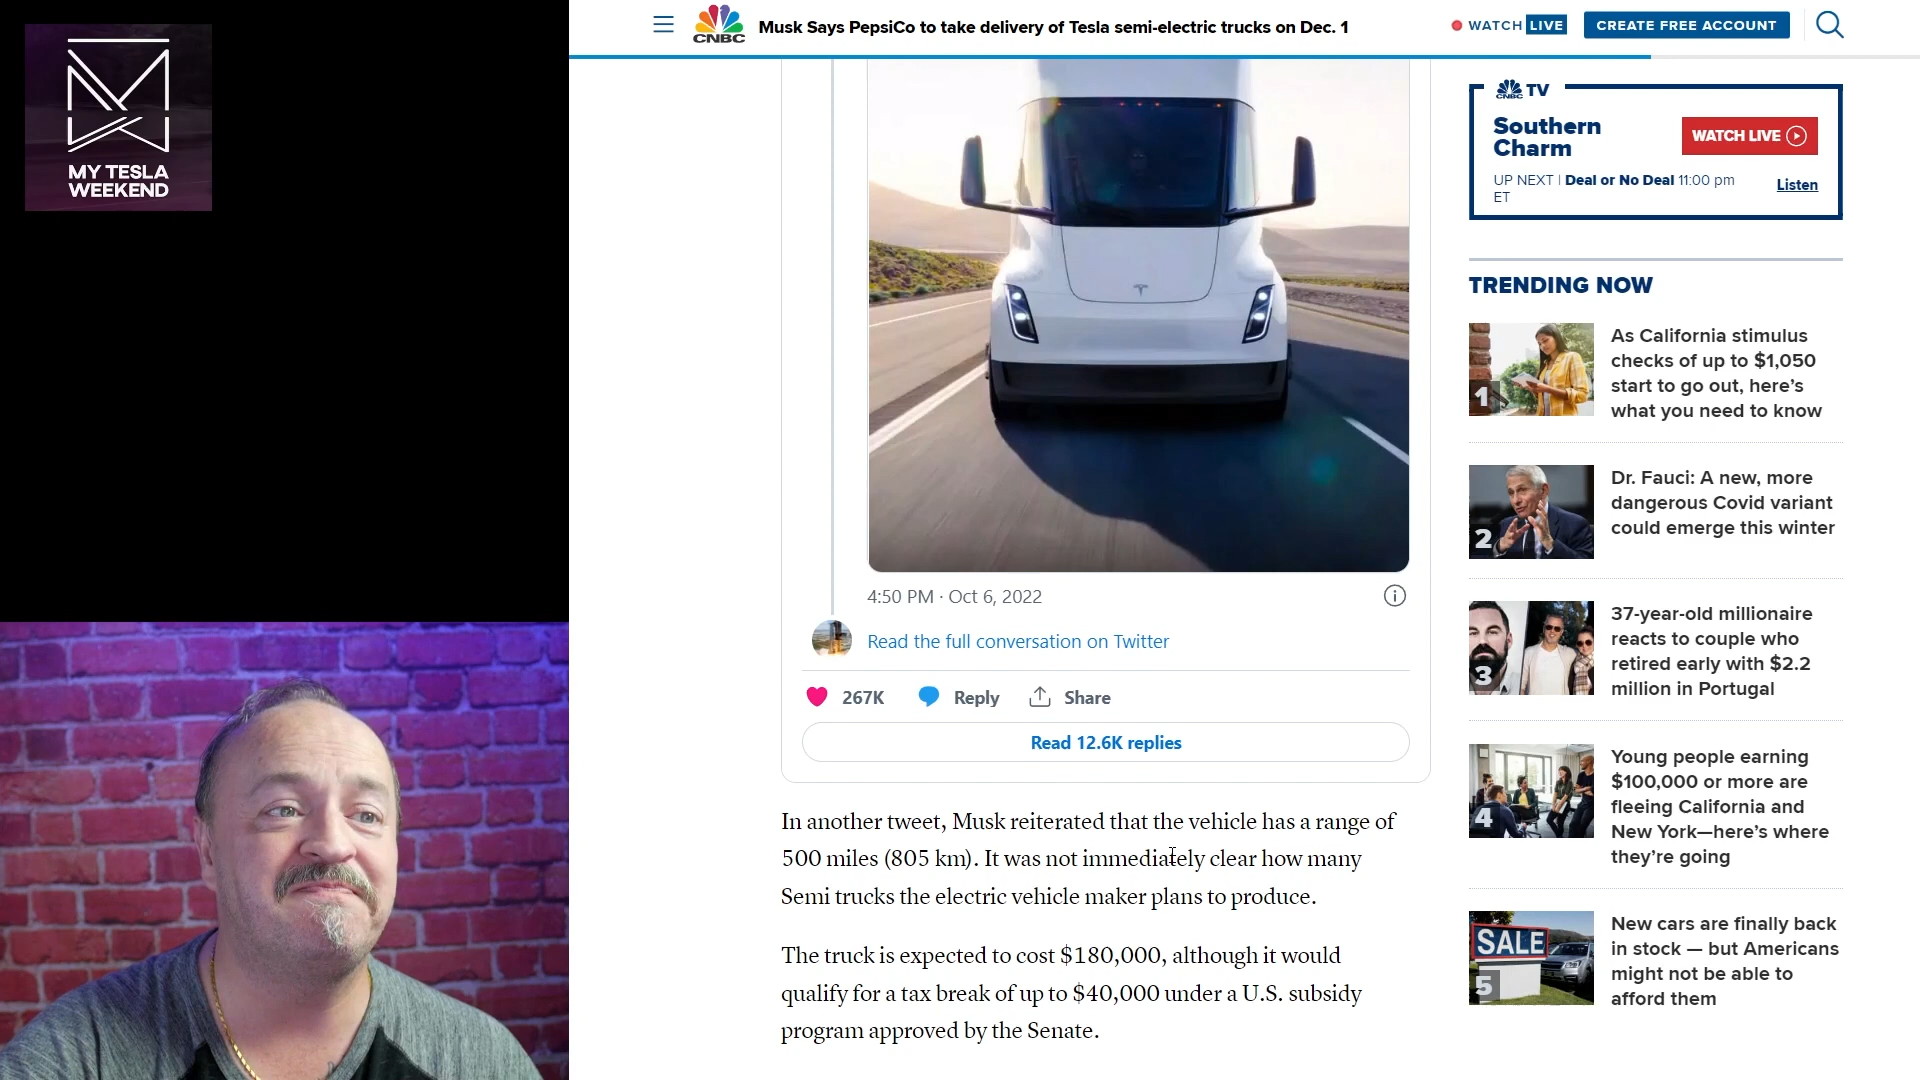 MY TESLA
WEEKEND
CNBC
Musk Says PepsiCo to take delivery of Tesla semi-electric trucks on Dec. 1
WATCH LIVE
CREATE FREE ACCOUNT
4:50 PM · Oct 6, 2022
Read the full conversation on Twitter
267K Reply Share
Read 12.6K replies
In another tweet, Musk reiterated that the vehicle has a range of
500 miles (805 km). It was not immediately clear how many
Semi trucks the electric vehicle maker plans to produce.
The truck is expected to cost $180,000, although it would
qualify for a tax break of up to $40,000 under a U.S. subsidy
program approved by the Senate.
CNBC TV
Southern
Charm
WATCH LIVE
UP NEXT | Deal or No Deal 11:00 pm
ET
Listen
TRENDING NOW
1
As California stimulus
checks of up to $1,050
start to go out, here's
what you need to know
2
Dr. Fauci: A new, more
dangerous Covid variant
could emerge this winter
3
37-year-old millionaire
reacts to couple who
retired early with $2.2
million in Portugal
4
Young people earning
$100,000 or more are
fleeing California and
New York—here's where
they're going
SALE
5
New cars are finally back
in stock — but Americans
might not be able to
afford them